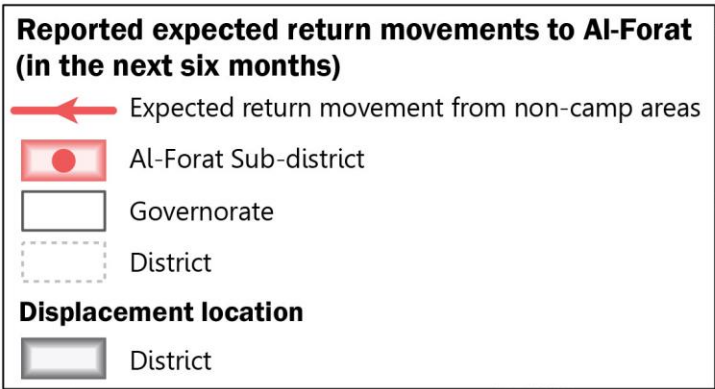 Reported expected return movements to Al-Forat
(in the next six months)
Expected return movement from non-camp areas
Al-Forat Sub-district
Governorate
District
Displacement location
District